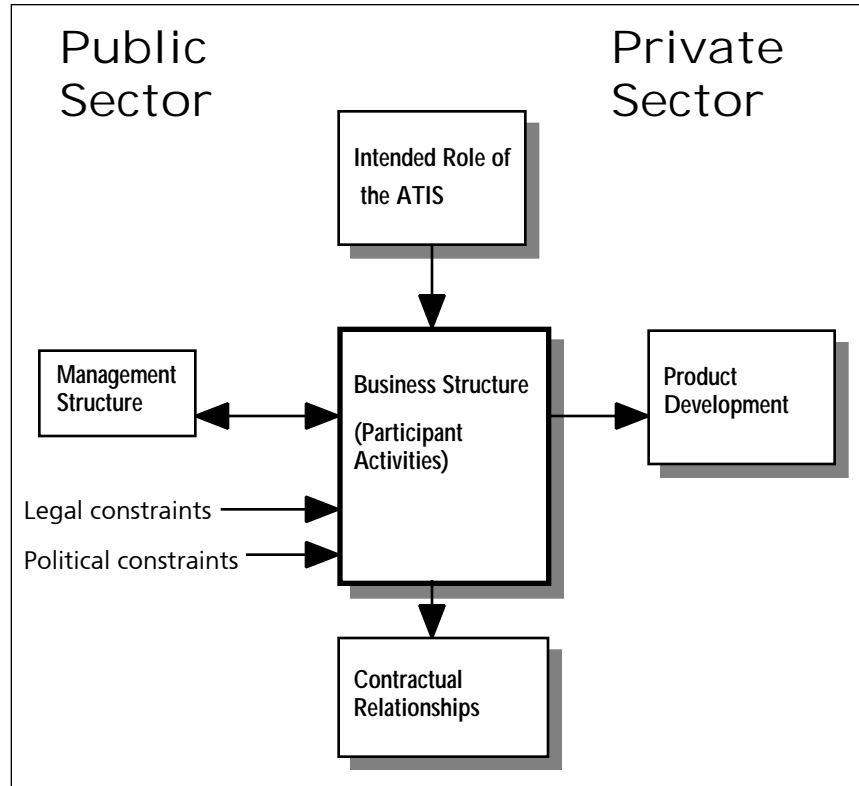 Public
Sector
Private
Sector
Intended Role of
the ATIS
Management
Structure
Business Structure
(Participant
Activities)
Product
Development
Legal constraints
Political constraints
Contractual
Relationships